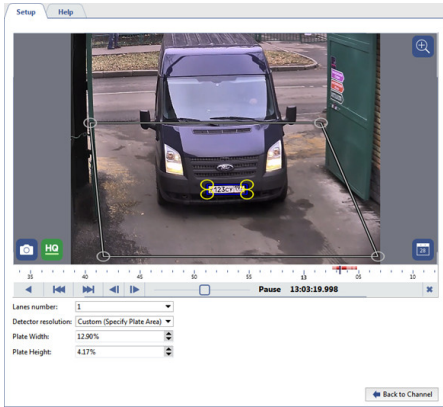 Setup Help
HQ
28
35 40 45 50 55 13 05 10
Pause 13:03:19.998
Lanes number: 1
Detector resolution: Custom (Specify Plate Area)
Plate Width: 12.90%
Plate Height: 4.17%
Back to Channel